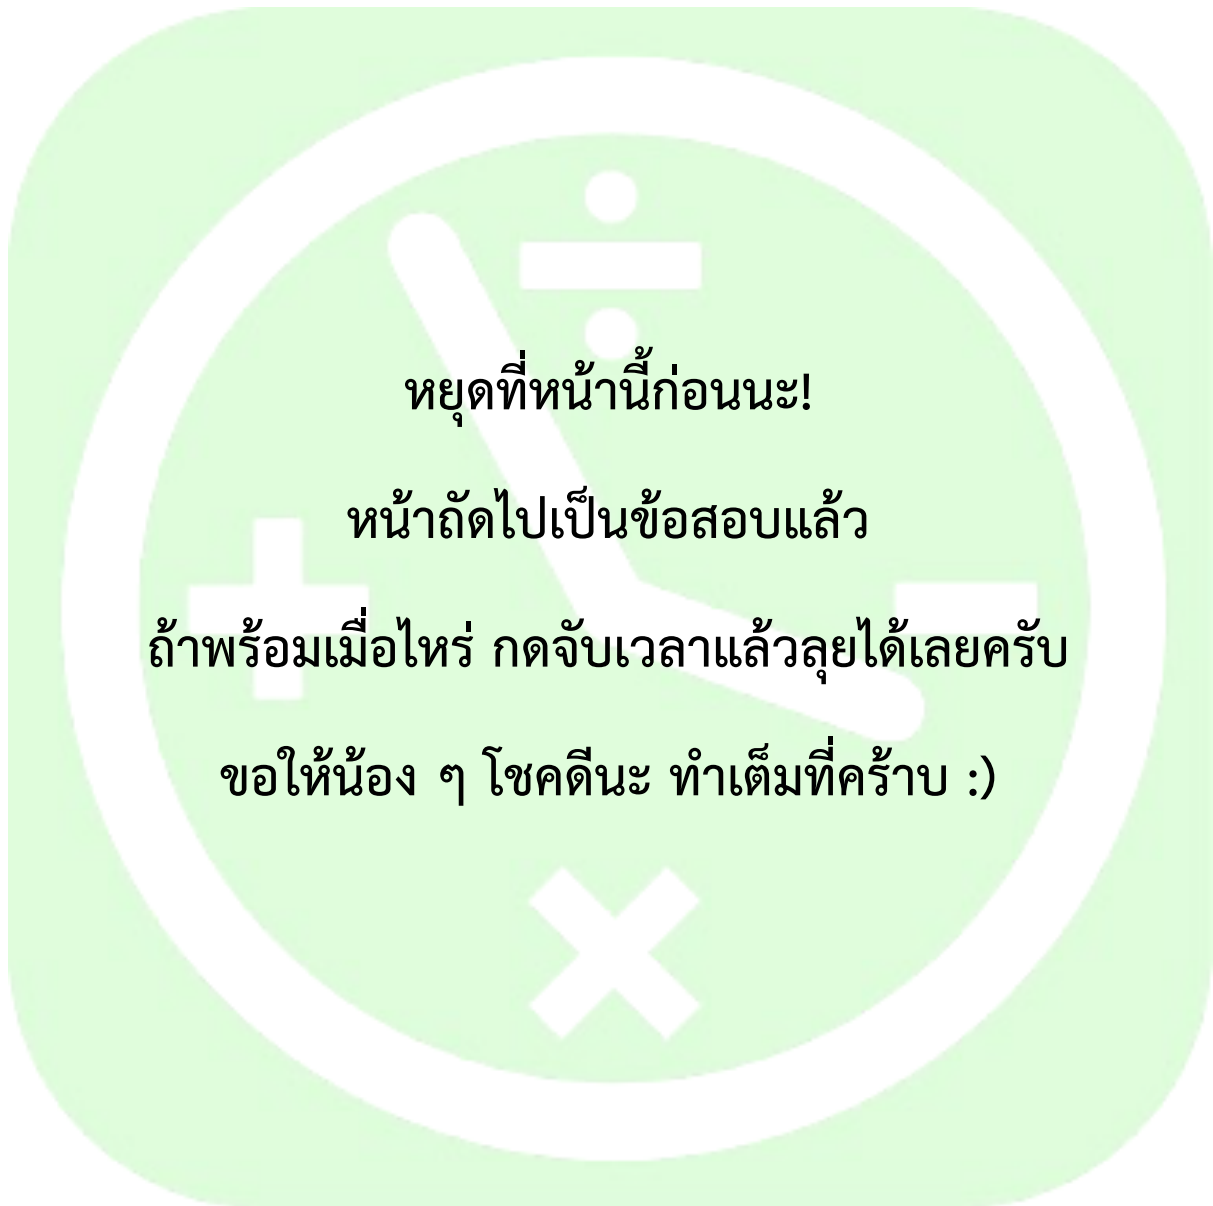 หยุดที่หน้านี้ก่อนนะ!
หน้าถัดไปเป็นข้อสอบแล้ว
ถ้าพร้อมเมื่อไหร่ กดจับเวลาแล้วลุยได้เลยครับ
ขอให้น้อง ๆ โชคดีนะ ทำเต็มที่คร้าบ :)